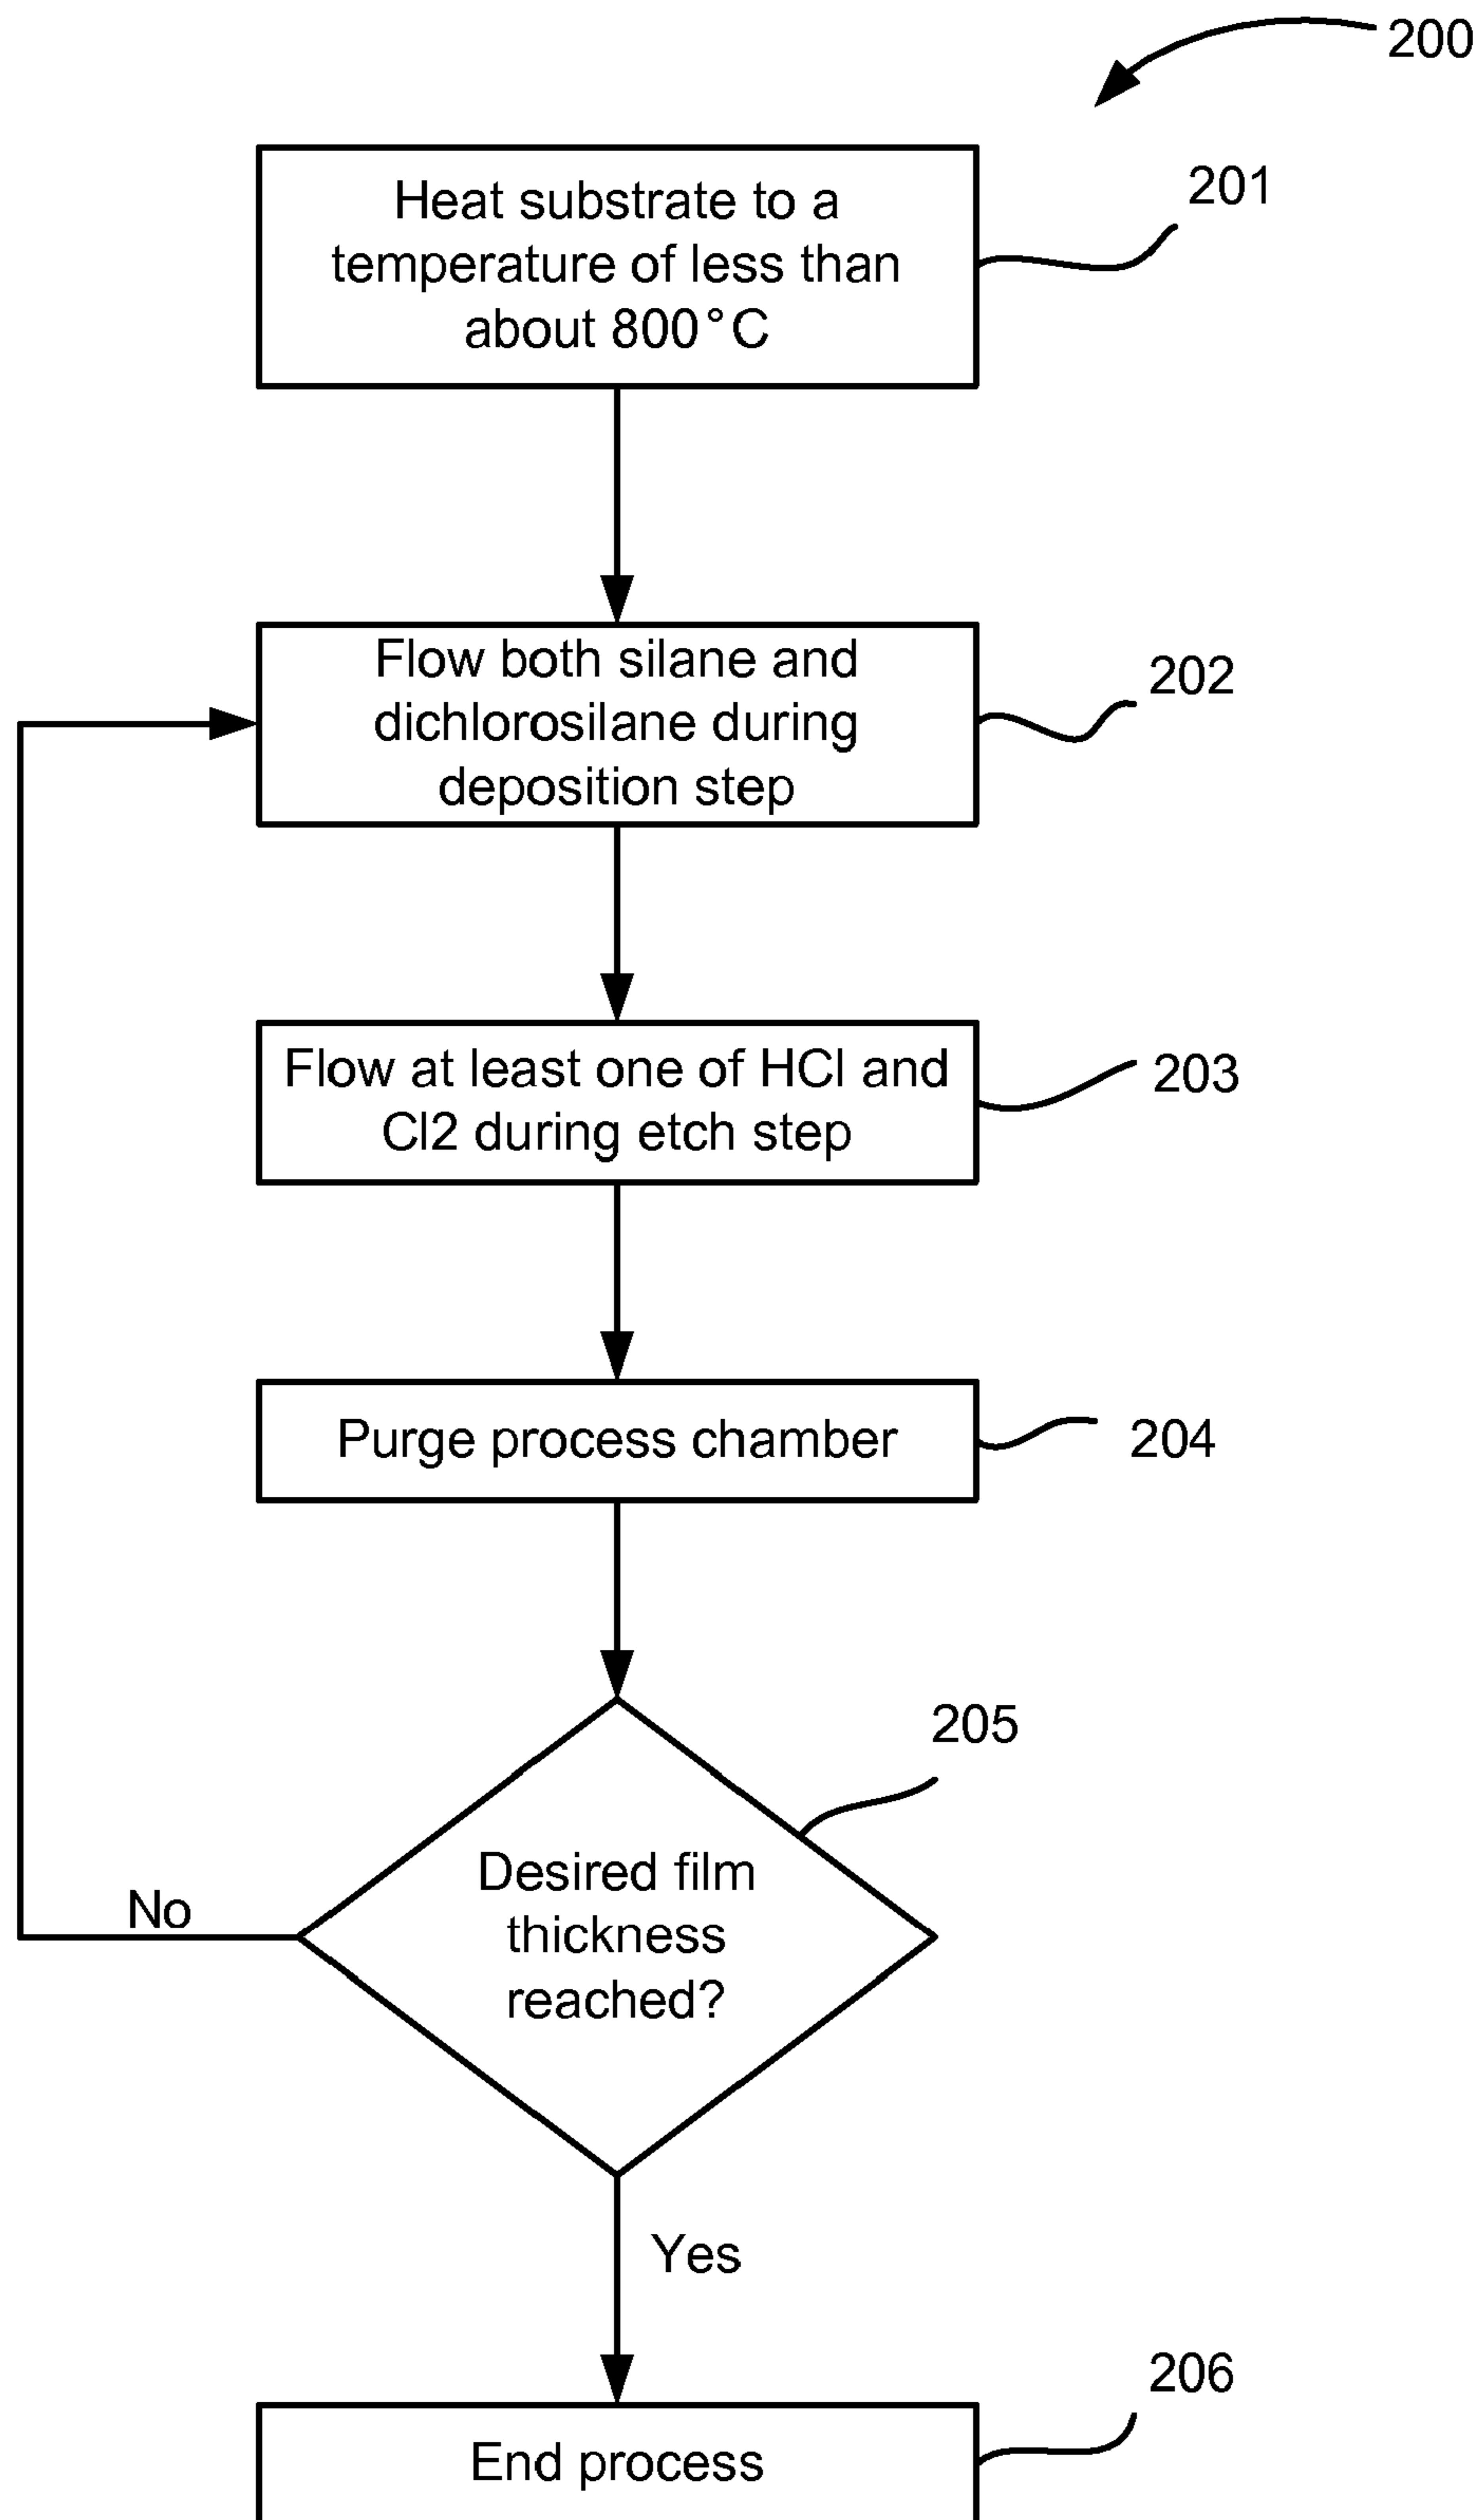 200
Heat substrate to a
temperature of less than
about 800°C
201
Flow both silane and
dichlorosilane during
deposition step
202
Flow at least one of HCl and
Cl2 during etch step
203
Purge process chamber
204
205
Desired film
thickness
reached?
No
Yes
206
End process